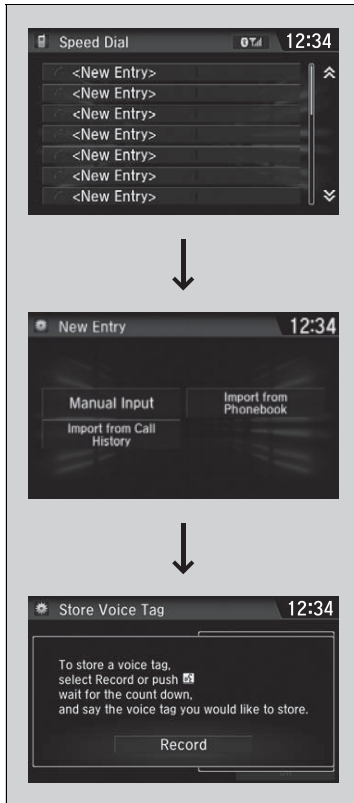 Speed Dial
12:34
<New Entry>
<New Entry>
<New Entry>
<New Entry>
<New Entry>
<New Entry>
<New Entry>
New Entry
12:34
Manual Input
Import from
Phonebook
Import from Call
History
Store Voice Tag
12:34
To store a voice tag,
select Record or push
wait for the count down,
and say the voice tag you would like to store.
Record